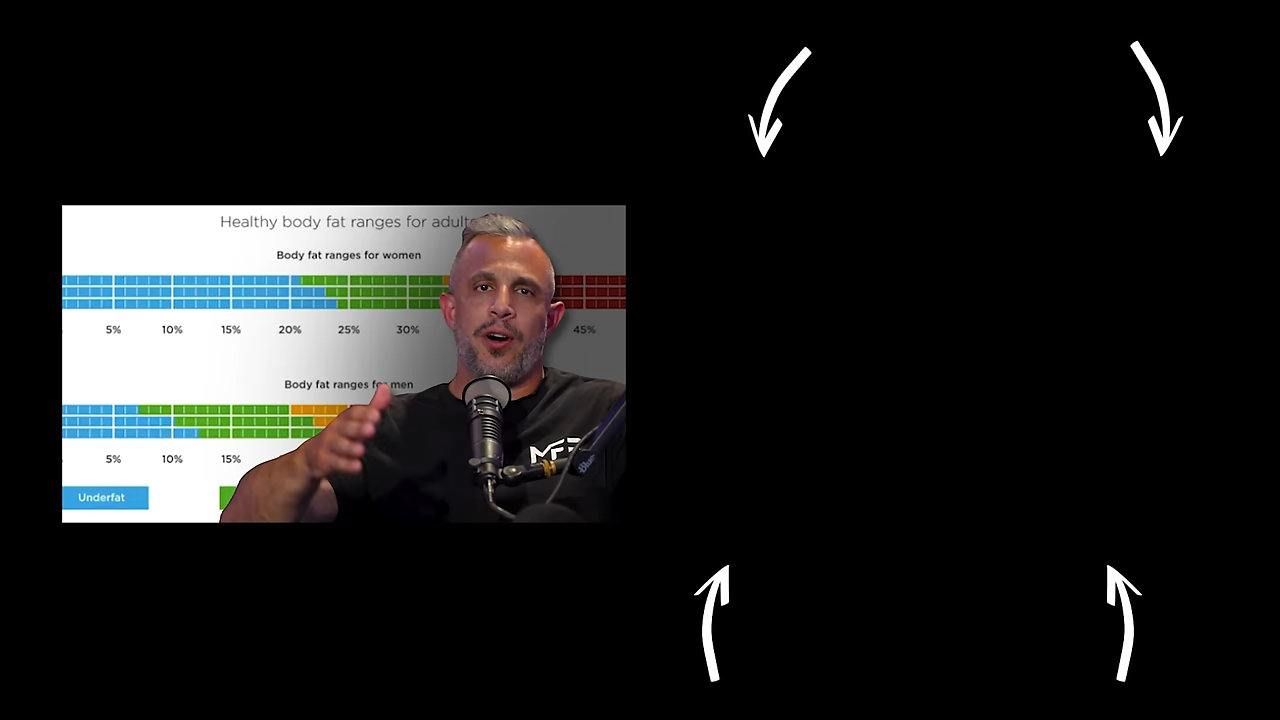 Healthy body fat ranges for adults
Body fat ranges for women
5% 10% 15% 20% 25% 30% 45%
Body fat ranges for men
5% 10% 15%
Underfat